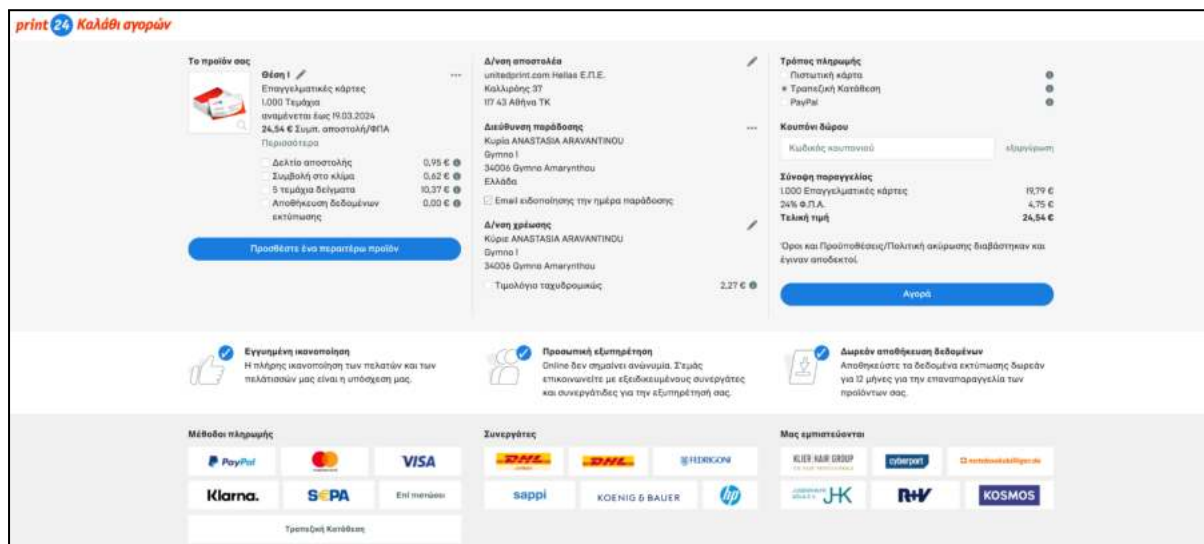 print 24 Καλάθι αγορών
Το προϊόν σας
Θέση 1
Επαγγελματικές κάρτες
1.000 Τεμάχια
αναμένεται έως 19.03.2024
24,54 € Συμπ. αποστολή/ΦΠΑ
Περισσότερα
Δελτίο αποστολής 0,95 €
Συμβολή στο κλίμα 0,62 €
5 τεμάχια δείγματα 10,37 €
Αποθήκευση δεδομένων εκτύπωσης 0,00 €
Προσθέστε ένα περαιτέρω προϊόν
Δ/νση αποστολέα
unitedprint.com Hellas Ε.Π.Ε.
Καλλιρόης 37
117 43 Αθήνα ΤΚ
Διεύθυνση παράδοσης
Κυρία ANASTASIA ARAVANTINOU
Gymno 1
34006 Gymno Amarynthou
Ελλάδα
Email ειδοποίησης την ημέρα παράδοσης
Δ/νση χρέωσης
Κύριε ANASTASIA ARAVANTINOU
Gymno 1
34006 Gymno Amarynthou
Τιμολόγιο ταχυδρομικώς 2,27 €
Τρόπος πληρωμής
Πιστωτική κάρτα
Τραπεζική Κατάθεση
PayPal
Κουπόνι δώρου
Κωδικός κουπονιού εξαργύρωση
Σύνοψη παραγγελίας
1.000 Επαγγελματικές κάρτες 19,79 €
24% Φ.Π.Α. 4,75 €
Τελική τιμή 24,54 €
Όροι και Προϋποθέσεις/Πολιτική ακύρωσης διαβάστηκαν και
έγιναν αποδεκτοί.
Αγορά
Εγγυημένη ικανοποίηση
Η πλήρης ικανοποίηση των πελατών και των
πελάτισσών μας είναι η υπόσχεση μας.
Προσωπική εξυπηρέτηση
Online δεν σημαίνει ανωνυμία. Σ'εμάς
επικοινωνείτε με εξειδικευμένους συνεργάτες
και συνεργάτιδες για την εξυπηρέτησή σας.
Δωρεάν αποθήκευση δεδομένων
Αποθηκεύστε τα δεδομένα εκτύπωσης δωρεάν
για 12 μήνες για την επαναπαραγγελία των
προϊόντων σας.
Μέθοδοι πληρωμής
PayPal
VISA
Klarna.
S€PA
Επί πιστώσει
Τραπεζική Κατάθεση
Συνεργάτες
DHL
DHL
FEDRIGONI
sappi
KOENIG & BAUER
hp
Μας εμπιστεύονται
KLIER HAIR GROUP
cyberport
notebooksbilliger.de
JHK
R+V
KOSMOS